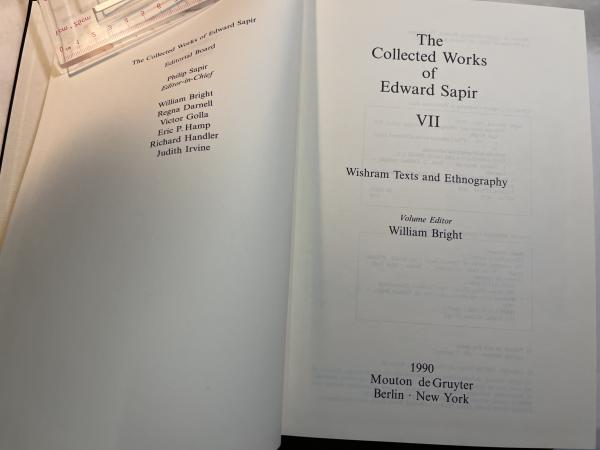 The Collected Works of Edward Sapir
Editorial Board
Philip Sapir
Editor-in-Chief
William Bright
Regna Darnell
Victor Golla
Eric P. Hamp
Richard Handler
Judith Irvine
The
Collected Works
of
Edward Sapir
VII
Wishram Texts and Ethnography
Volume Editor
William Bright
1990
Mouton de Gruyter
Berlin · New York